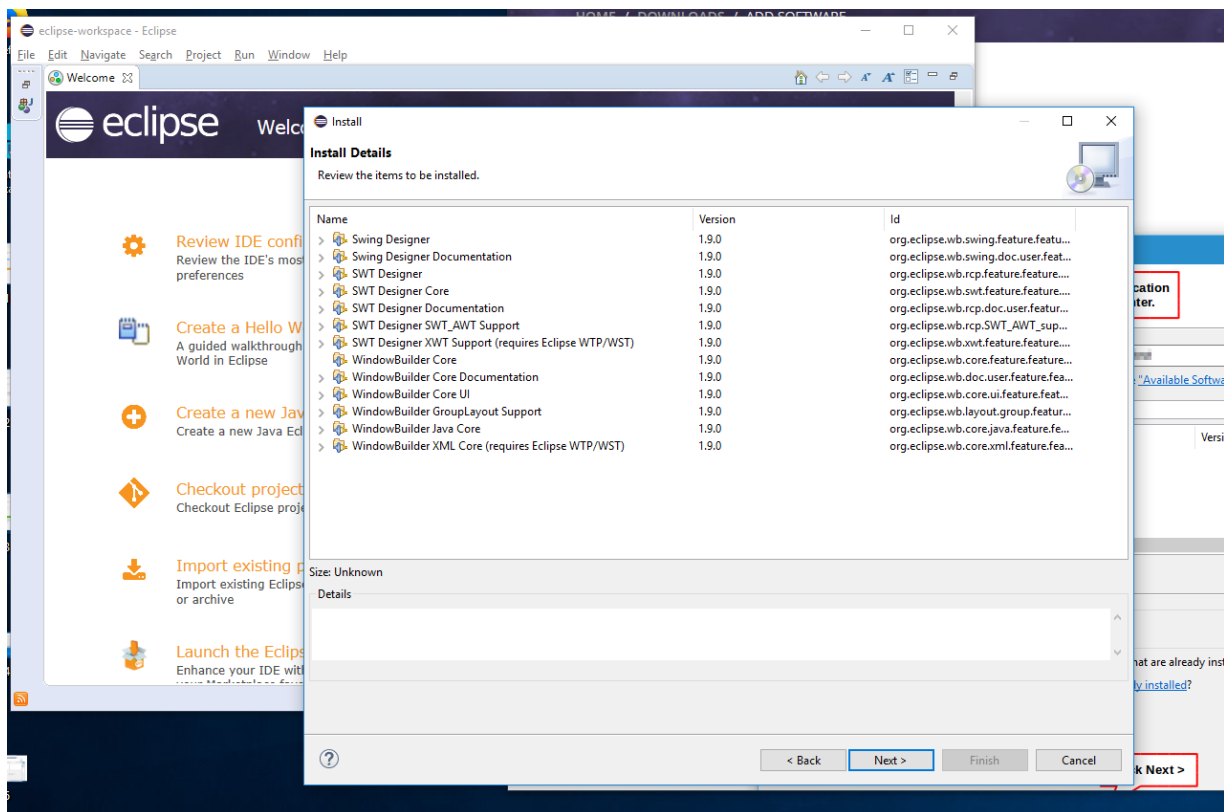 HOME / DOWNLOADS / ADD SOFTWARE
eclipse-workspace - Eclipse
File Edit Navigate Search Project Run Window Help
Welcome
eclipse
Install
Install Details
Review the items to be installed.
Name Version Id
Swing Designer 1.9.0 org.eclipse.wb.swing.feature.featu...
Swing Designer Documentation 1.9.0 org.eclipse.wb.swing.doc.user.feat...
SWT Designer 1.9.0 org.eclipse.wb.rcp.feature.feature....
SWT Designer Core 1.9.0 org.eclipse.wb.swt.feature.feature....
SWT Designer Documentation 1.9.0 org.eclipse.wb.rcp.doc.user.featur...
SWT Designer SWT_AWT Support 1.9.0 org.eclipse.wb.rcp.SWT_AWT_sup...
SWT Designer XWT Support (requires Eclipse WTP/WST) 1.9.0 org.eclipse.wb.xwt.feature.feature....
WindowBuilder Core 1.9.0 org.eclipse.wb.core.feature.feature...
WindowBuilder Core Documentation 1.9.0 org.eclipse.wb.doc.user.feature.fea...
WindowBuilder Core UI 1.9.0 org.eclipse.wb.core.ui.feature.feat...
WindowBuilder GroupLayout Support 1.9.0 org.eclipse.wb.layout.group.featur...
WindowBuilder Java Core 1.9.0 org.eclipse.wb.core.java.feature.fe...
WindowBuilder XML Core (requires Eclipse WTP/WST) 1.9.0 org.eclipse.wb.core.xml.feature.fea...
Size: Unknown
Details
< Back Next > Finish Cancel
Welco
Review IDE confi
Review the IDE's most
preferences
Create a Hello W
A guided walkthrough
World in Eclipse
Create a new Jav
Create a new Java Ecl
Checkout project
Checkout Eclipse proje
Import existing p
Import existing Eclips
or archive
Launch the Eclips
Enhance your IDE with
cation
ter.
"Available Softwa
Versi
hat are already inst
ly installed?
k Next >